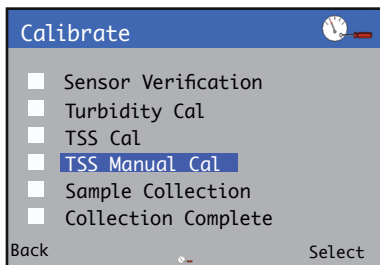 Calibrate
Sensor Verification
Turbidity Cal
TSS Cal
TSS Manual Cal
Sample Collection
Collection Complete
Back Select